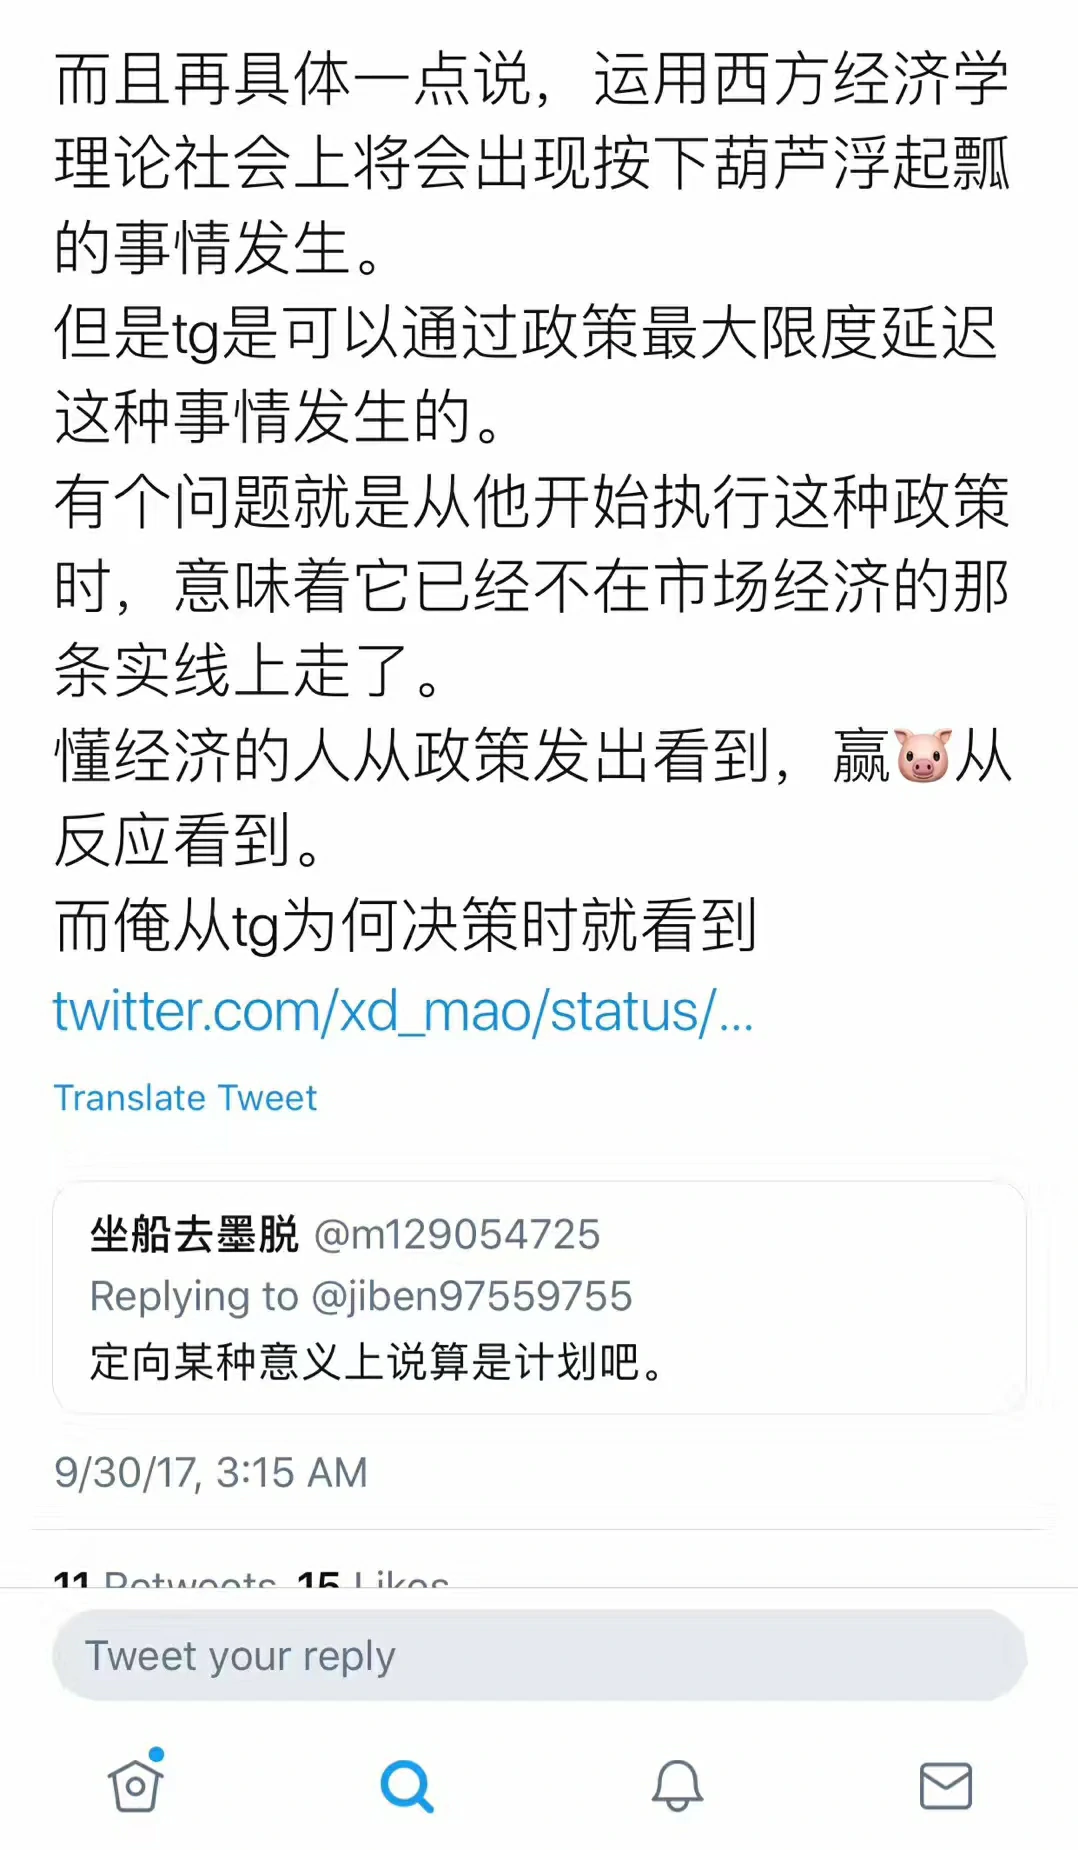 而且再具体一点说，运用西方经济学
理论社会上将会出现按下葫芦浮起瓢
的事情发生。
但是tg是可以通过政策最大限度延迟
这种事情发生的。
有个问题就是从他开始执行这种政策
时，意味着它已经不在市场经济的那
条实线上走了。
懂经济的人从政策发出看到，赢🐷从
反应看到。
而俺从tg为何决策时就看到
twitter.com/xd_mao/status/...
Translate Tweet
坐船去墨脱 @m129054725
Replying to @jiben97559755
定向某种意义上说算是计划吧。
9/30/17, 3:15 AM
11 Retweets 15 Likes
Tweet your reply